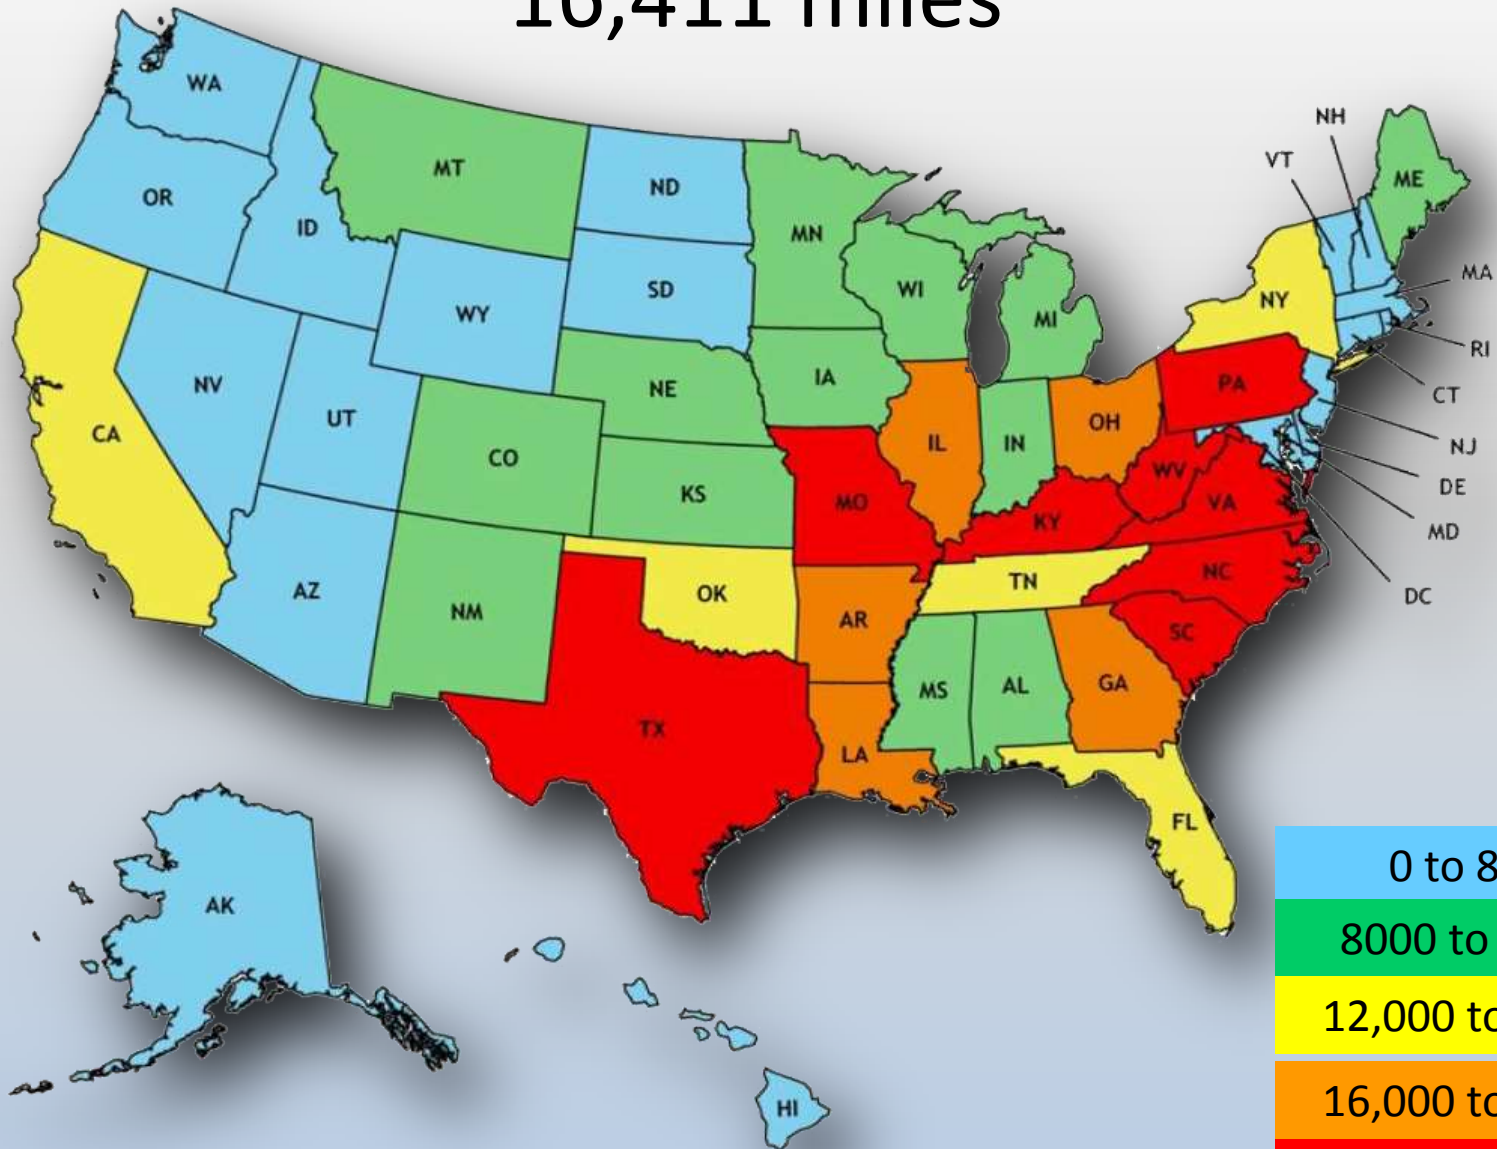 16,411 miles
WA
NH
VT
MT
ND
ME
OR
ID
MN
MA
SD
WI
NY
WY
MI
RI
NV
IA
PA
NE
CT
UT
OH
CA
IL
IN
NJ
CO
WV
DE
KS
MO
VA
KY
MD
NC
TN
AZ
OK
DC
NM
AR
SC
MS
AL
GA
TX
LA
FL
0 to 8
AK
8000 to
12,000 to
16,000 to
HI